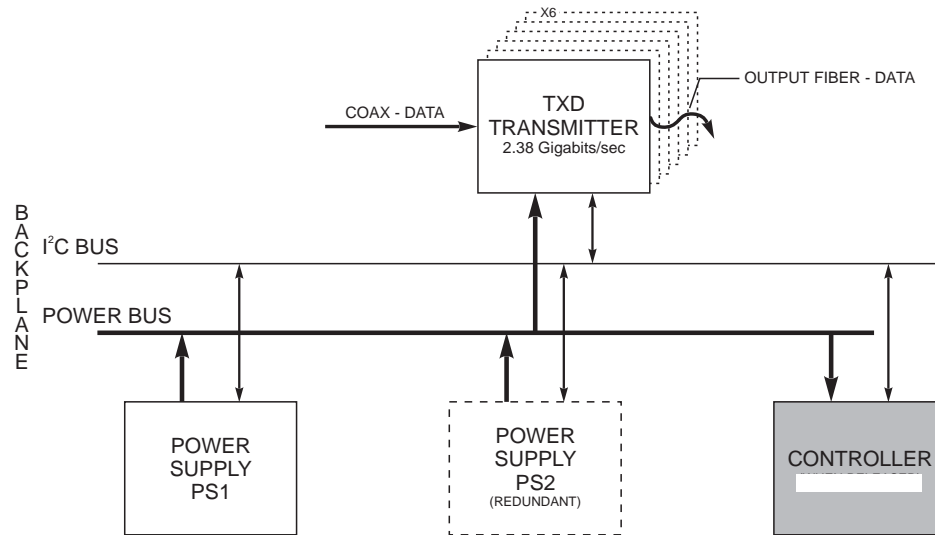 X6
OUTPUT FIBER - DATA
COAX - DATA
TXD
TRANSMITTER
2.38 Gigabits/sec
BACKPLANE
I²C BUS
POWER BUS
POWER
SUPPLY
PS1
POWER
SUPPLY
PS2
(REDUNDANT)
CONTROLLER